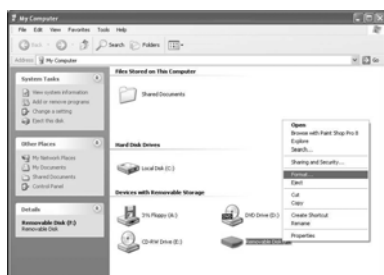 My Computer
File Edit View Favorites Tools Help
Back Search Folders
Address My Computer Go
System Tasks
View system information
Add or remove programs
Change a setting
Eject this disk
Other Places
My Network Places
My Documents
Shared Documents
Control Panel
Details
Removable Disk (F:)
Removable Disk
Files Stored on This Computer
Shared Documents
Hard Disk Drives
Local Disk (C:)
Devices with Removable Storage
3½ Floppy (A:)
DVD Drive (D:)
CD-RW Drive (E:)
Removable Disk
Open
Browse with Paint Shop Pro 8
Explore
Search...
Sharing and Security...
Format...
Eject
Cut
Copy
Create Shortcut
Rename
Properties